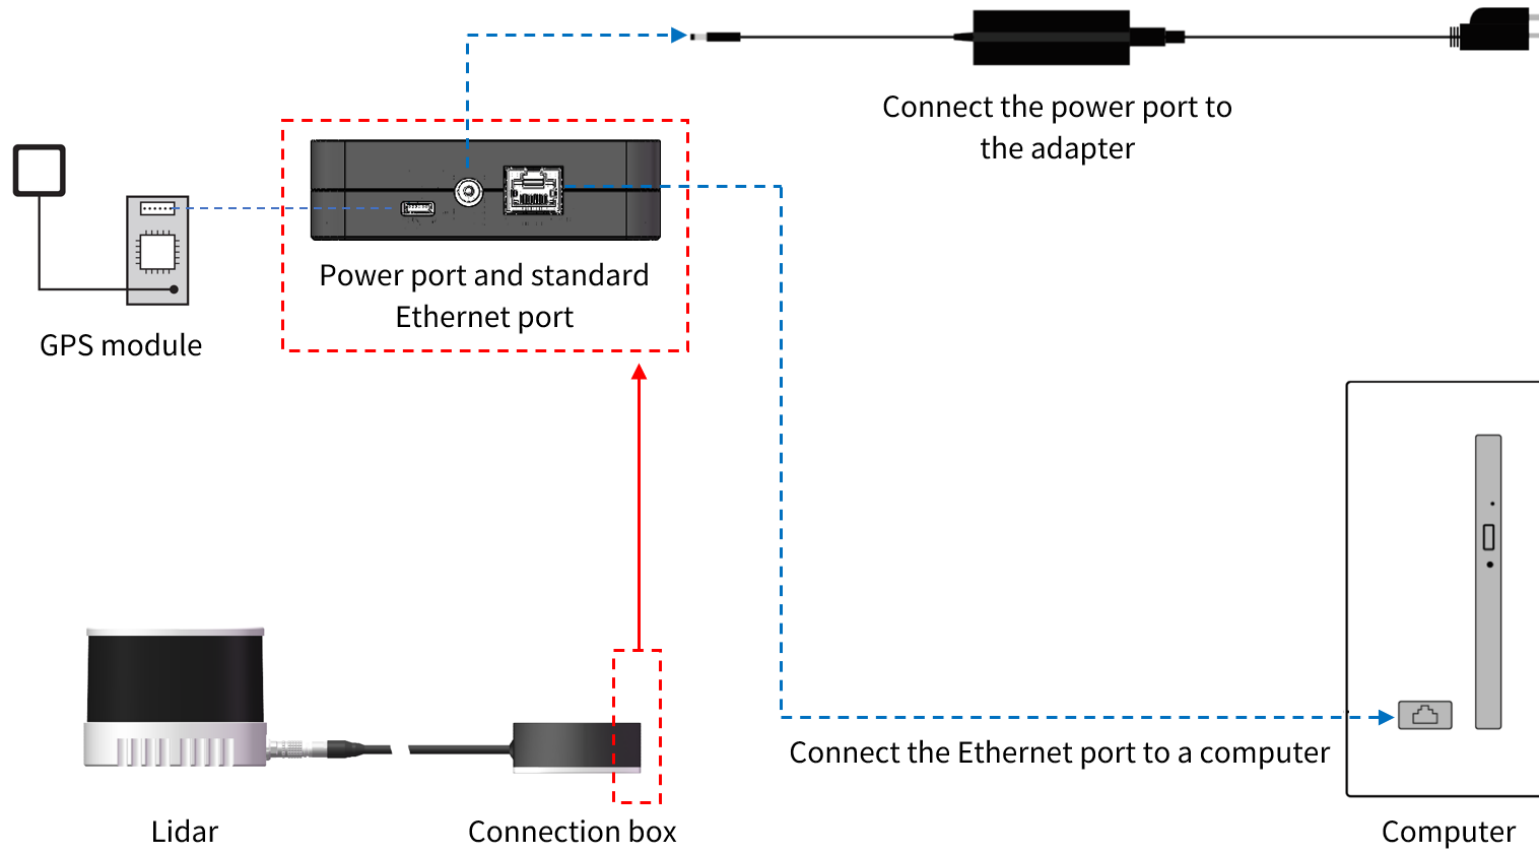 Connect the power port to
the adapter
Power port and standard
Ethernet port
GPS module
Connect the Ethernet port to a computer
Lidar
Connection box
Computer